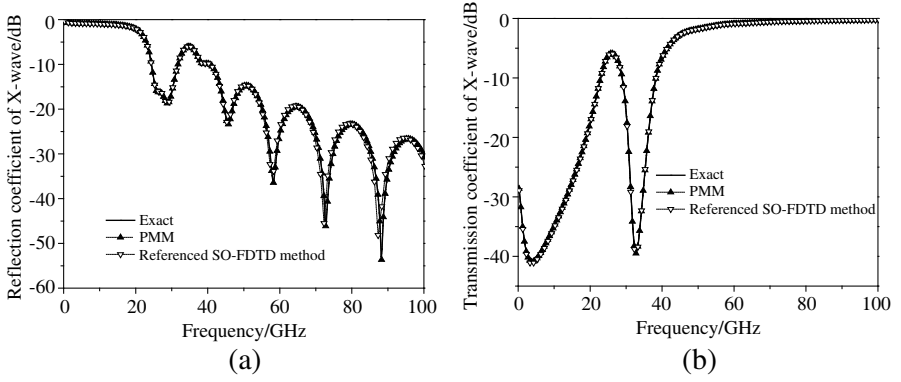 Reflection coefficient of X-wave/dB
0
-10
-20
-30
-40
-50
-60
Exact
PMM
Referenced SO-FDTD method
0 20 40 60 80 100
Frequency/GHz
(a)
Transmission coefficient of X-wave/dB
0
-10
-20
-30
-40
Exact
PMM
Referenced SO-FDTD method
0 20 40 60 80 100
Frequency/GHz
(b)